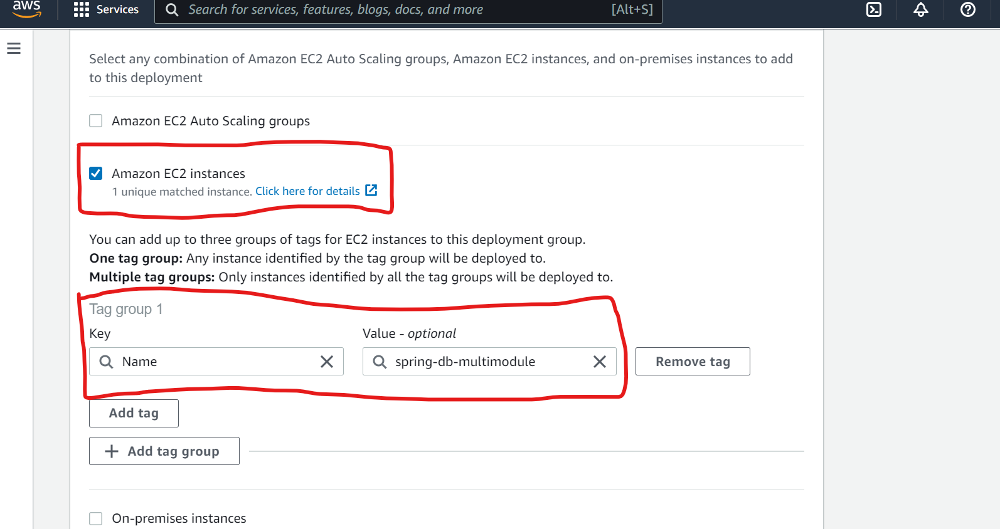 aws
Services
Search for services, features, blogs, docs, and more
[Alt+S]
Select any combination of Amazon EC2 Auto Scaling groups, Amazon EC2 instances, and on-premises instances to add
to this deployment
Amazon EC2 Auto Scaling groups
Amazon EC2 instances
1 unique matched instance. Click here for details
You can add up to three groups of tags for EC2 instances to this deployment group.
One tag group: Any instance identified by the tag group will be deployed to.
Multiple tag groups: Only instances identified by all the tag groups will be deployed to.
Tag group 1
Key
Value - optional
Name
spring-db-multimodule
Remove tag
Add tag
Add tag group
On-premises instances